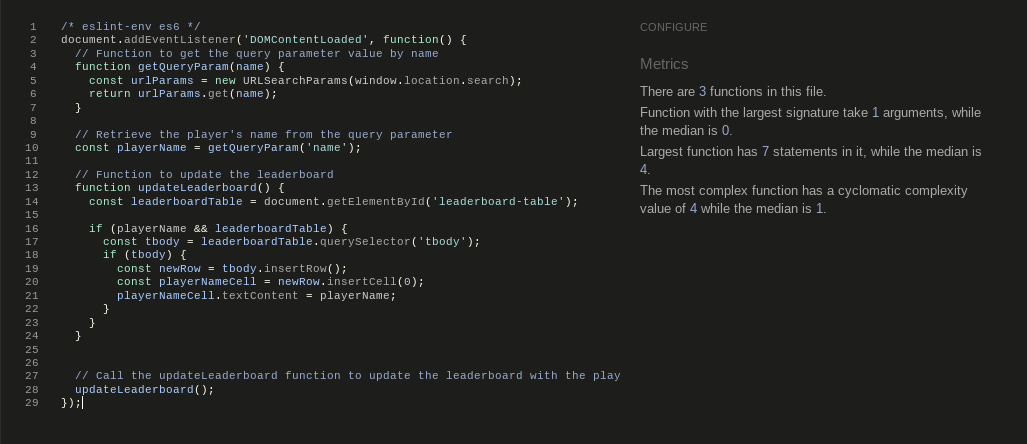 1 /* eslint-env es6 */
2 document.addEventListener('DOMContentLoaded', function() {
3 // Function to get the query parameter value by name
4 function getQueryParam(name) {
5 const urlParams = new URLSearchParams(window.location.search);
6 return urlParams.get(name);
7 }
8
9 // Retrieve the player's name from the query parameter
10 const playerName = getQueryParam('name');
11
12 // Function to update the leaderboard
13 function updateLeaderboard() {
14 const leaderboardTable = document.getElementById('leaderboard-table');
15
16 if (playerName && leaderboardTable) {
17 const tbody = leaderboardTable.querySelector('tbody');
18 if (tbody) {
19 const newRow = tbody.insertRow();
20 const playerNameCell = newRow.insertCell(0);
21 playerNameCell.textContent = playerName;
22 }
23 }
24 }
25
26
27 // Call the updateLeaderboard function to update the leaderboard with the play
28 updateLeaderboard();
29 });
CONFIGURE
Metrics
There are 3 functions in this file.
Function with the largest signature take 1 arguments, while
the median is 0.
Largest function has 7 statements in it, while the median is
4.
The most complex function has a cyclomatic complexity
value of 4 while the median is 1.